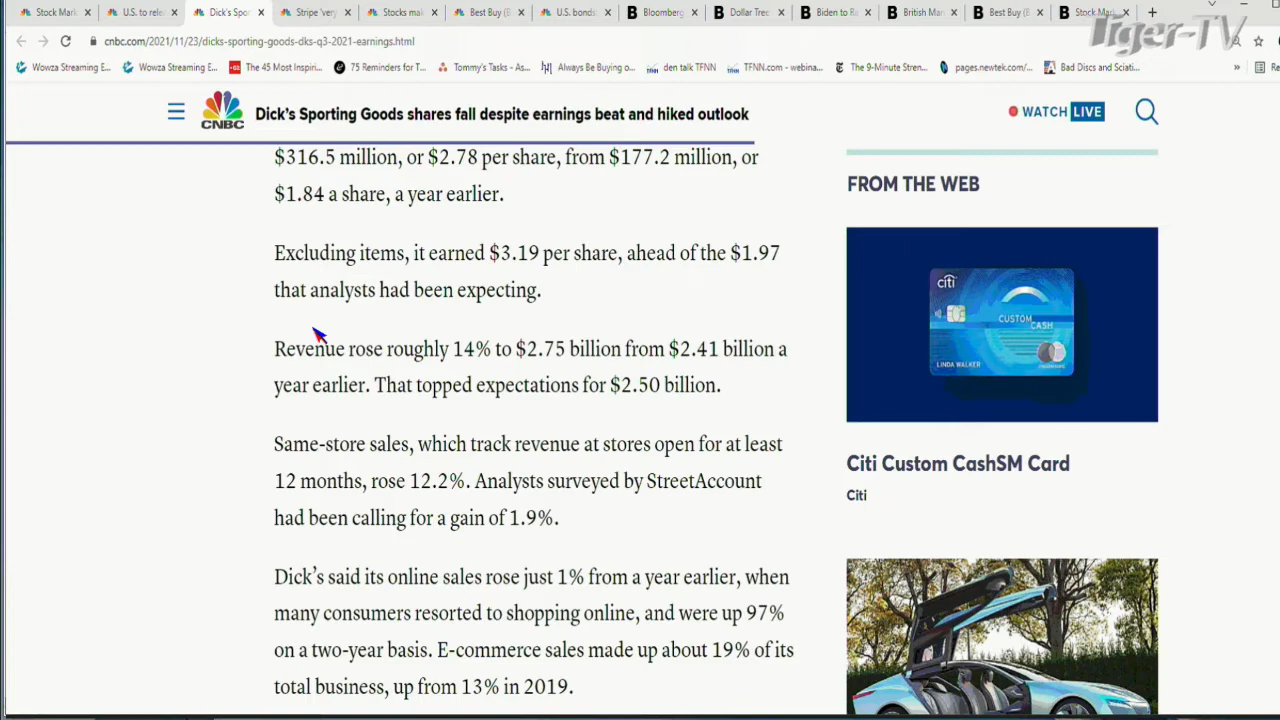 Stock Mark
U.S. to rele
Dick's Spor
Stripe 'very
Stocks mak
Best Buy (B
U.S. bonds
Bloomberg
Dollar Tree
Biden to Re
British Man
Best Buy (B
Stock Mar
Tiger-TV
cnbc.com/2021/11/23/dicks-sporting-goods-dks-q3-2021-earnings.html
Wowza Streaming E...
Wowza Streaming E...
The 45 Most Inspiri...
75 Reminders for T...
Tommy's Tasks - As...
Always Be Buying o...
den talk TFNN
TFNN.com - webina...
The 9-Minute Stren...
pages.newtek.com/...
Bad Discs and Sciati...
CNBC
Dick's Sporting Goods shares fall despite earnings beat and hiked outlook
WATCH LIVE
$316.5 million, or $2.78 per share, from $177.2 million, or
$1.84 a share, a year earlier.
Excluding items, it earned $3.19 per share, ahead of the $1.97
that analysts had been expecting.
Revenue rose roughly 14% to $2.75 billion from $2.41 billion a
year earlier. That topped expectations for $2.50 billion.
Same-store sales, which track revenue at stores open for at least
12 months, rose 12.2%. Analysts surveyed by StreetAccount
had been calling for a gain of 1.9%.
Dick's said its online sales rose just 1% from a year earlier, when
many consumers resorted to shopping online, and were up 97%
on a two-year basis. E-commerce sales made up about 19% of its
total business, up from 13% in 2019.
FROM THE WEB
citi
CUSTOM
CASH
LINDA WALKER
Citi Custom CashSM Card
Citi